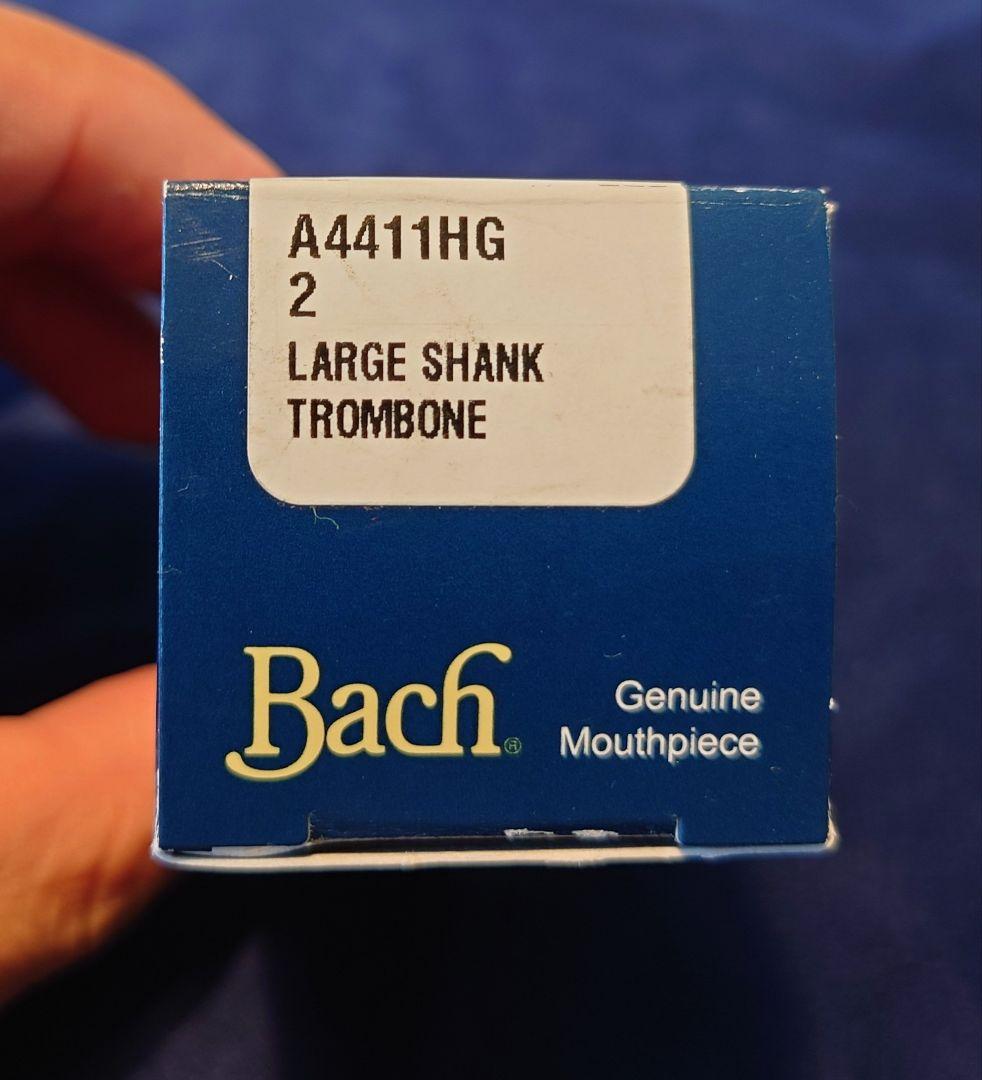 A4411HG
2
LARGE SHANK
TROMBONE
Bach®
Genuine
Mouthpiece